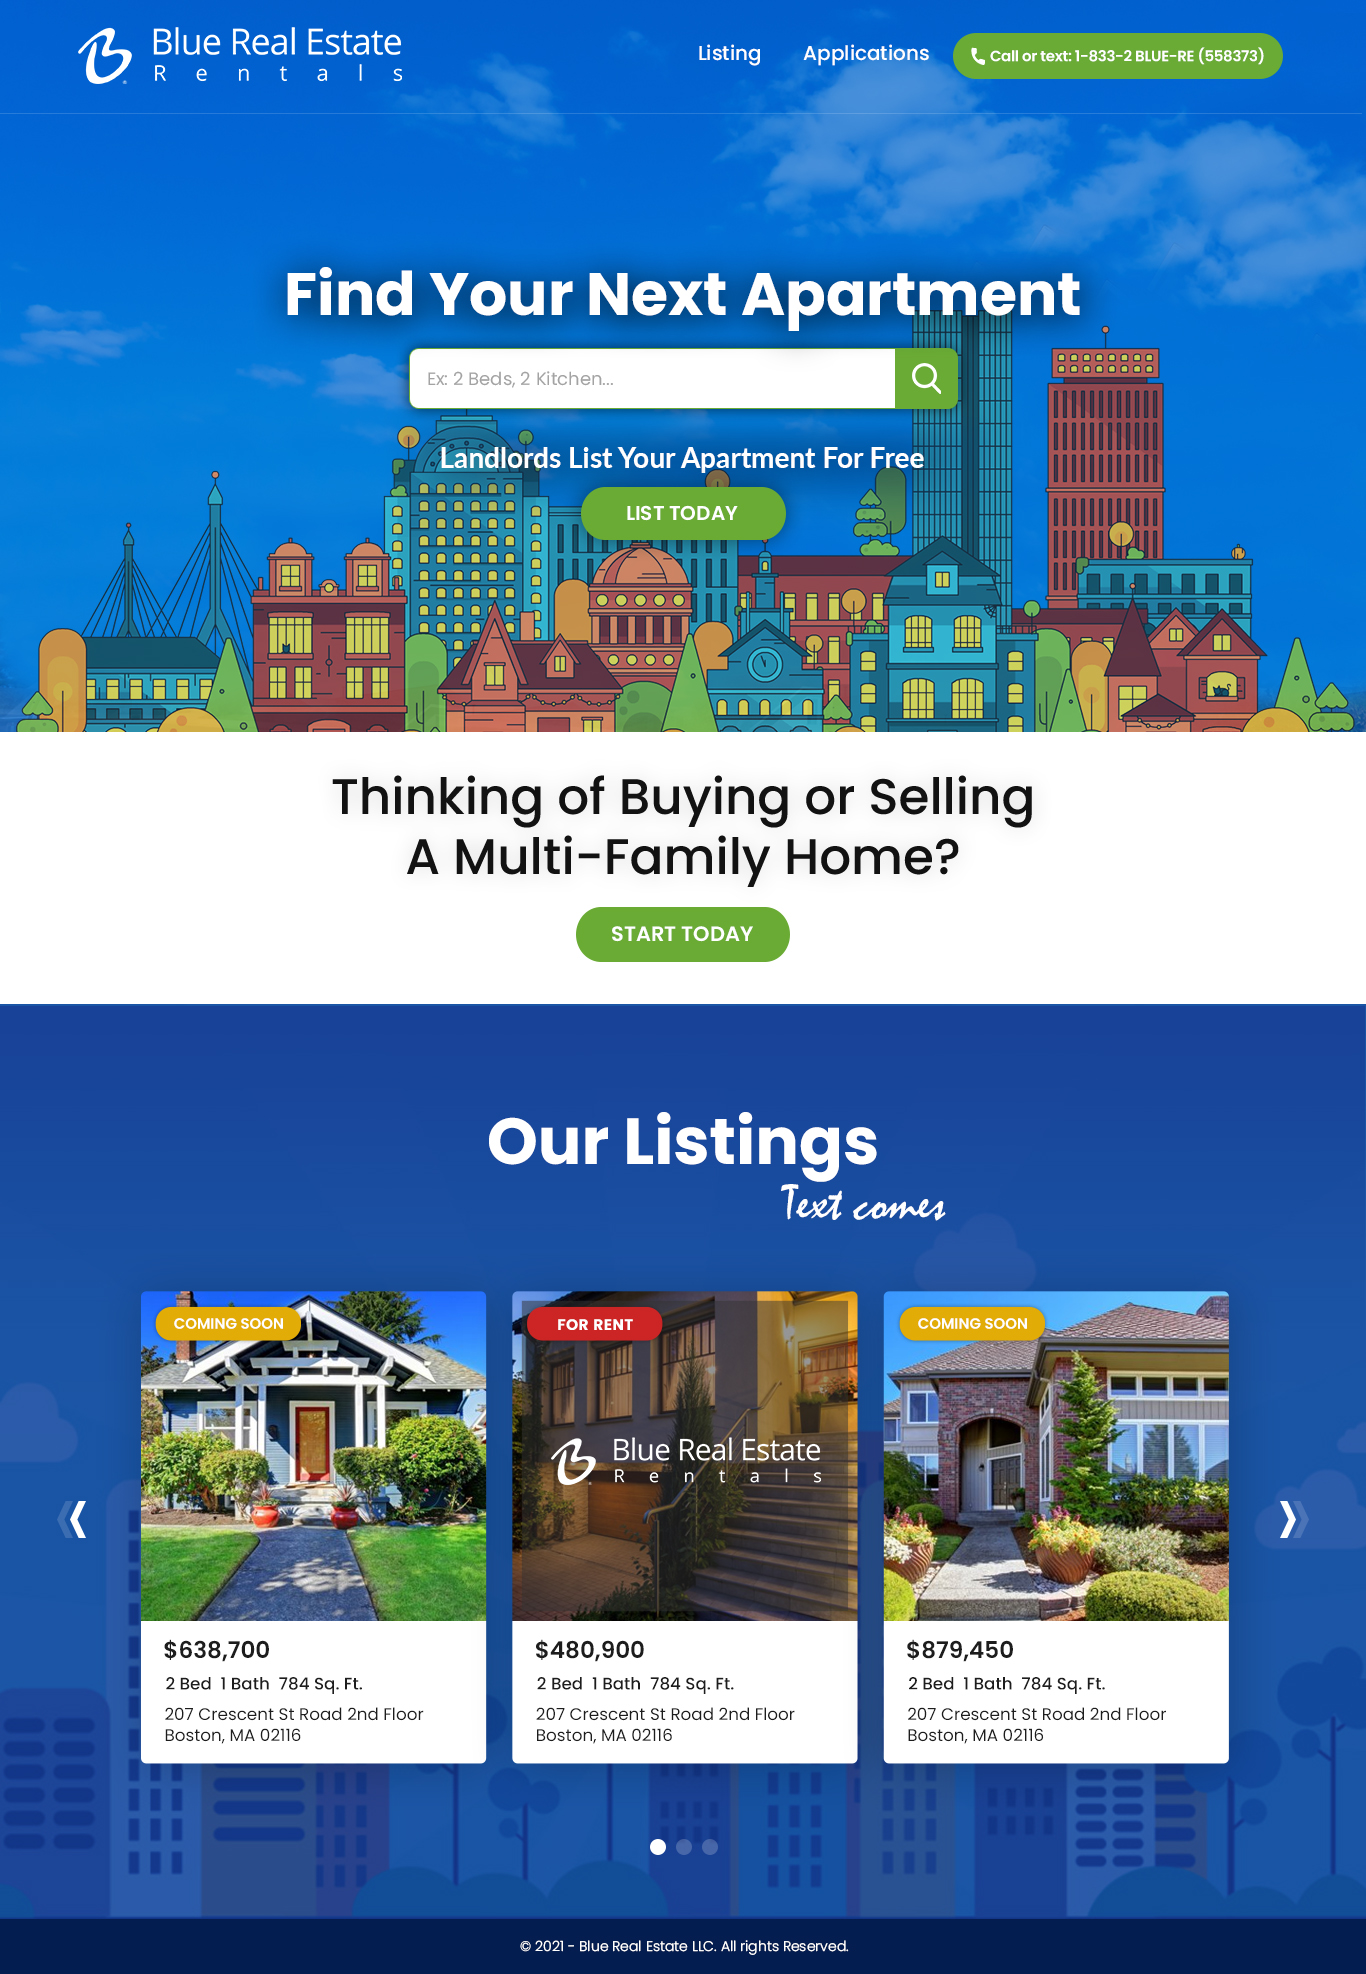 Blue Real Estate
Rentals
Listing
Applications
Call or text: 1-833-2 BLUE-RE (558373)
Find Your Next Apartment
Ex: 2 Beds, 2 Kitchen...
Landlords List Your Apartment For Free
LIST TODAY
Thinking of Buying or Selling
A Multi-Family Home?
START TODAY
Our Listings
Text comes
COMING SOON
$638,700
2 Bed 1 Bath 784 Sq. Ft.
207 Crescent St Road 2nd Floor
Boston, MA 02116
FOR RENT
Blue Real Estate
Rentals
$480,900
2 Bed 1 Bath 784 Sq. Ft.
207 Crescent St Road 2nd Floor
Boston, MA 02116
COMING SOON
$879,450
2 Bed 1 Bath 784 Sq. Ft.
207 Crescent St Road 2nd Floor
Boston, MA 02116
© 2021 - Blue Real Estate LLC. All rights Reserved.